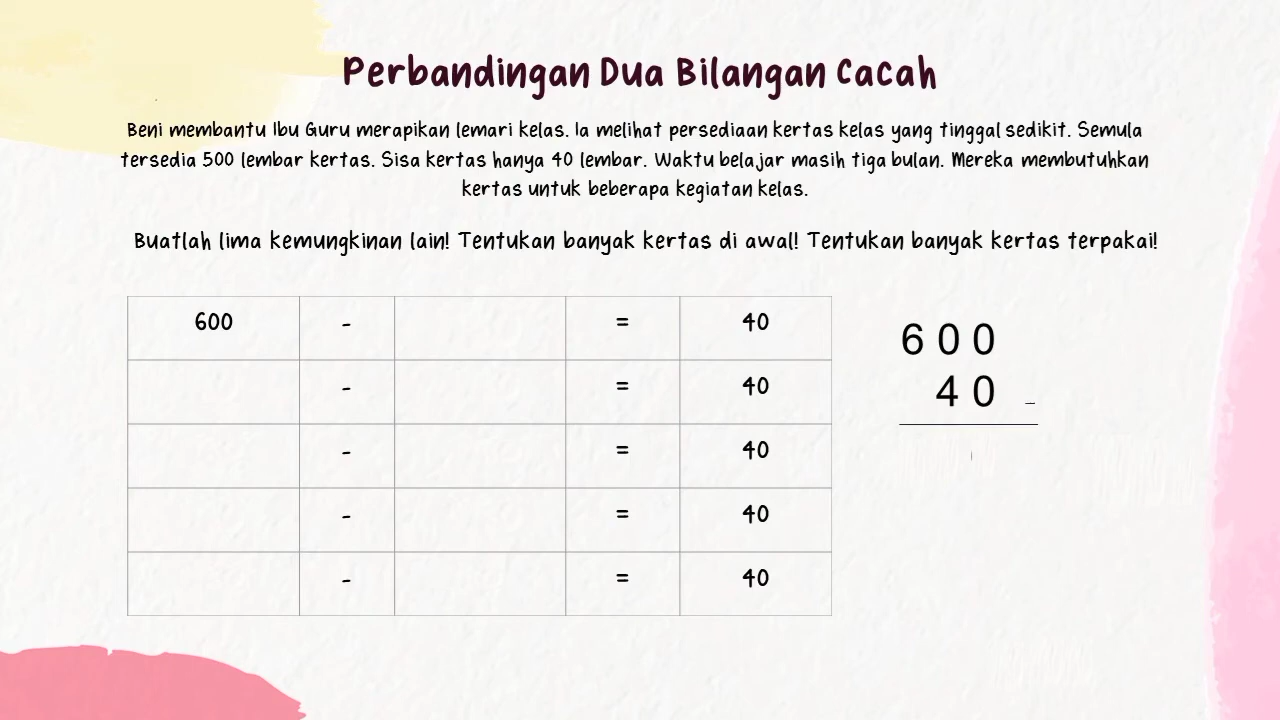 Perbandingan Dua Bilangan Cacah
Beni membantu Ibu Guru merapikan lemari kelas. Ia melihat persediaan kertas kelas yang tinggal sedikit. Semula
tersedia 500 lembar kertas. Sisa kertas hanya 40 lembar. Waktu belajar masih tiga bulan. Mereka membutuhkan
kertas untuk beberapa kegiatan kelas.
Buatlah lima kemungkinan lain! Tentukan banyak kertas di awal! Tentukan banyak kertas terpakai!
600 - = 40
- = 40
- = 40
- = 40
- = 40
6 0 0
4 0 -